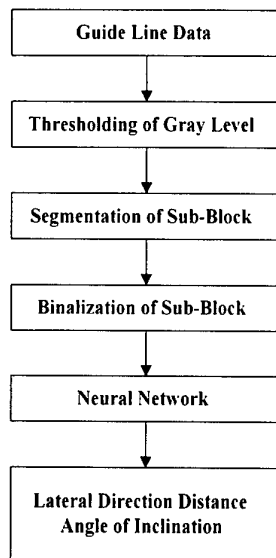 Guide Line Data
Thresholding of Gray Level
Segmentation of Sub-Block
Binalization of Sub-Block
Neural Network
Lateral Direction Distance
Angle of Inclination